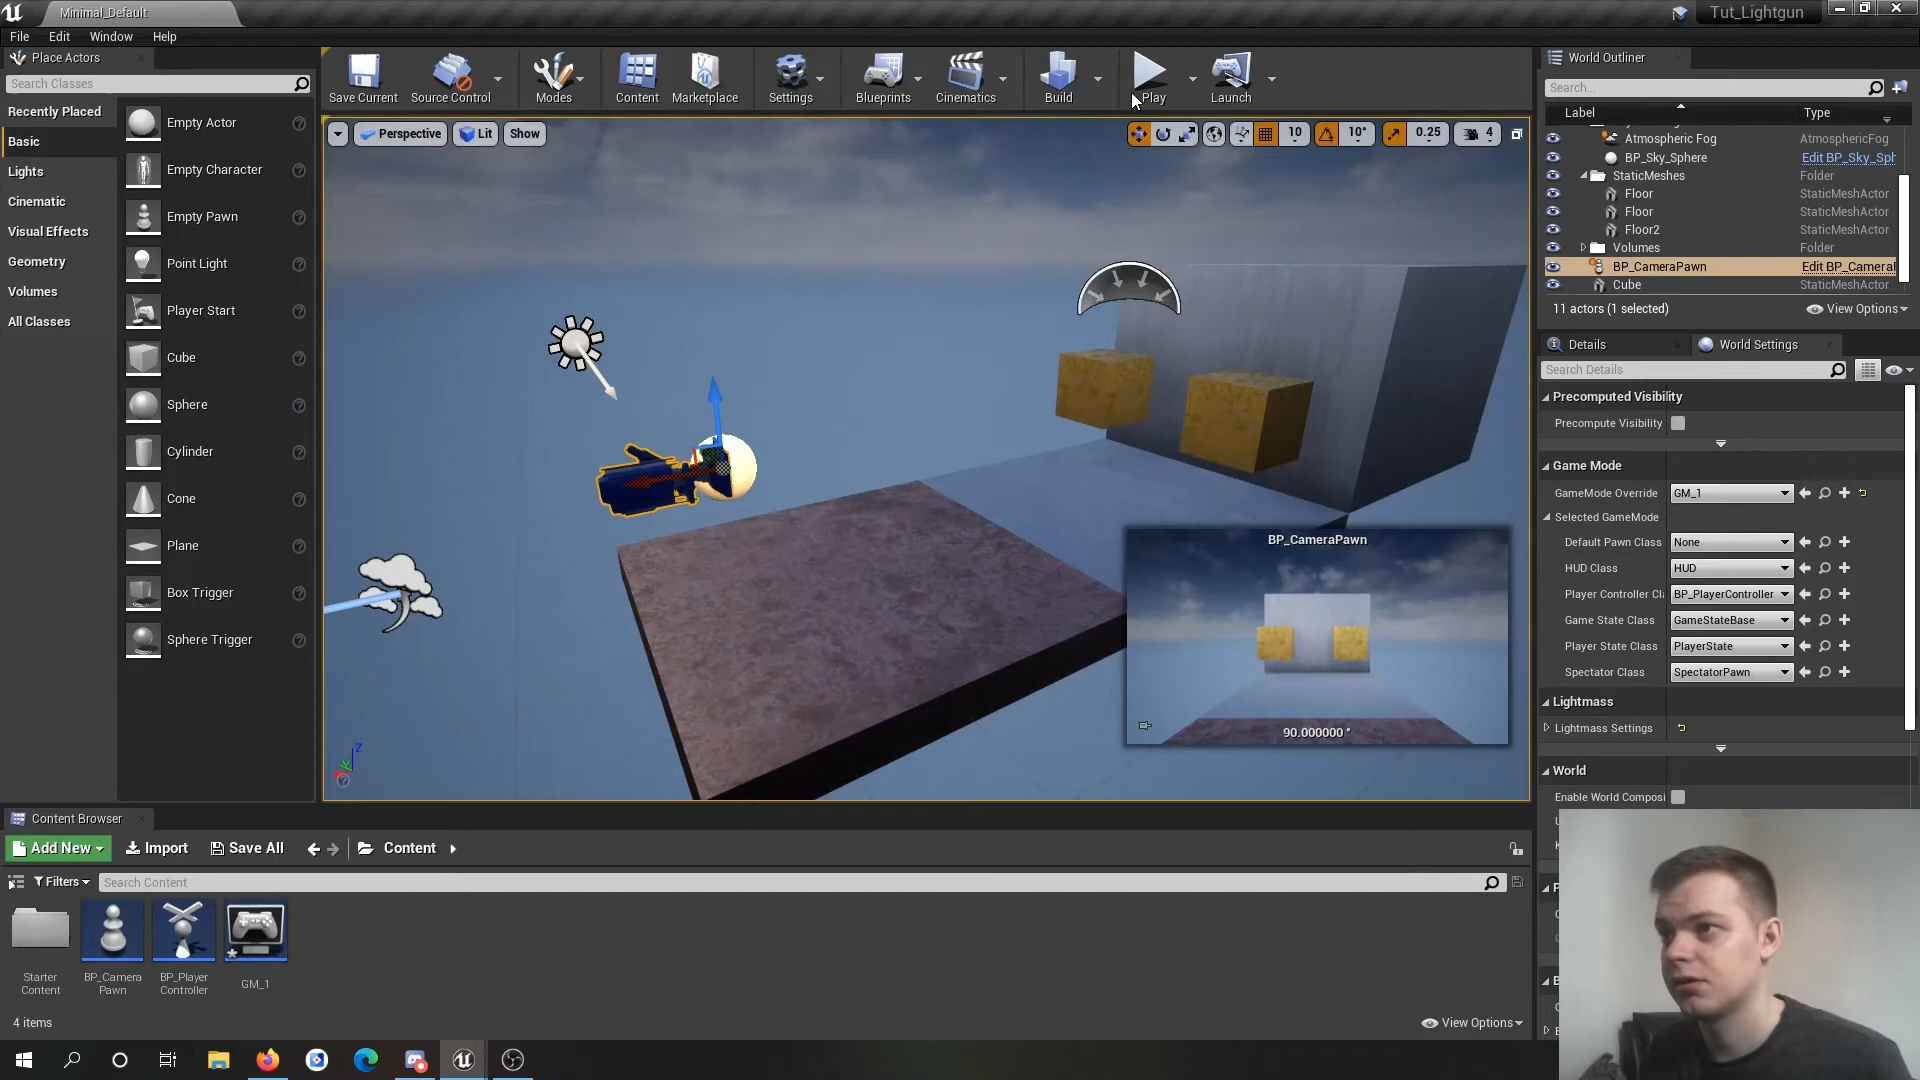 Minimal_Default
Tut_Lightgun
File Edit Window Help
Place Actors
Search Classes
Recently Placed
Basic
Lights
Cinematic
Visual Effects
Geometry
Volumes
All Classes
Empty Actor
Empty Character
Empty Pawn
Point Light
Player Start
Cube
Sphere
Cylinder
Cone
Plane
Box Trigger
Sphere Trigger
Save Current
Source Control
Modes
Content
Marketplace
Settings
Blueprints
Cinematics
Build
Play
Launch
Perspective
Lit
Show
10
10°
0.25
4
BP_CameraPawn
90.000000 °
World Outliner
Search...
Label Type
Atmospheric Fog AtmosphericFog
BP_Sky_Sphere Edit BP_Sky_Sph
StaticMeshes Folder
Floor StaticMeshActor
Floor StaticMeshActor
Floor2 StaticMeshActor
Volumes Folder
BP_CameraPawn Edit BP_CameraP
Cube StaticMeshActor
11 actors (1 selected)
View Options
Details
World Settings
Search Details
Precomputed Visibility
Precompute Visibility
Game Mode
GameMode Override GM_1
Selected GameMode
Default Pawn Class None
HUD Class HUD
Player Controller Cl BP_PlayerController
Game State Class GameStateBase
Player State Class PlayerState
Spectator Class SpectatorPawn
Lightmass
Lightmass Settings
World
Enable World Composi
Content Browser
Add New
Import
Save All
Content
Filters
Search Content
Starter
Content
BP_Camera
Pawn
BP_Player
Controller
GM_1
4 items
View Options